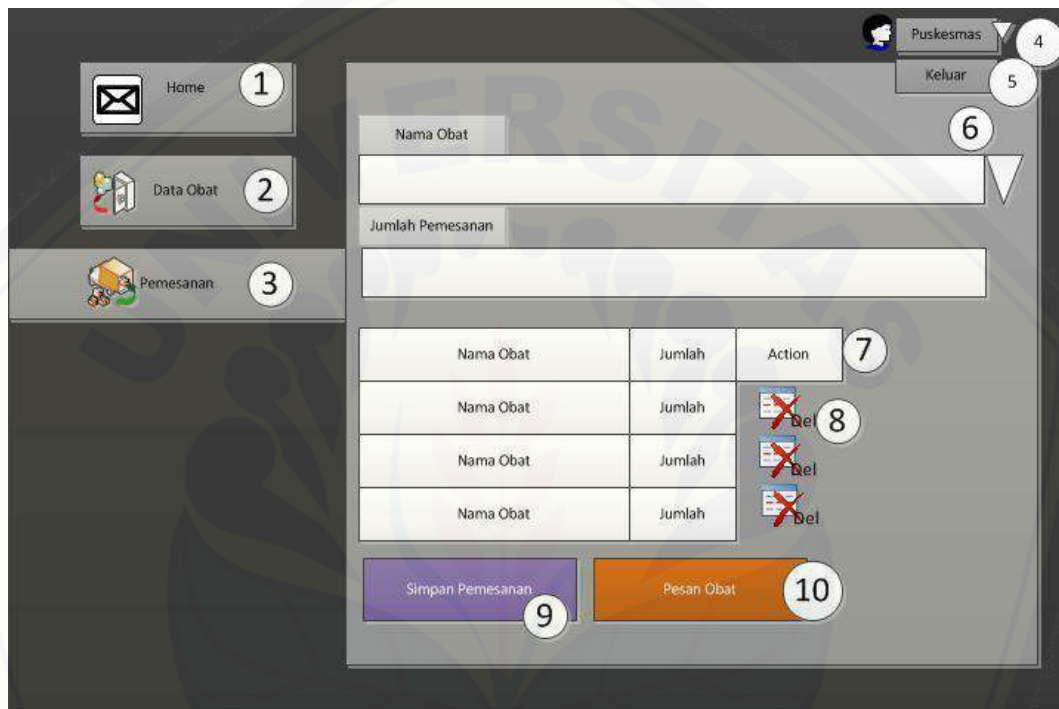 Puskesmas 4
Keluar 5
Home 1
Data Obat 2
Pemesanan 3
6
Nama Obat
Jumlah Pemesanan
Nama Obat Jumlah Action 7
Nama Obat Jumlah Del 8
Nama Obat Jumlah Del
Nama Obat Jumlah Del
Simpan Pemesanan 9
Pesan Obat 10
UNIVERSITAS